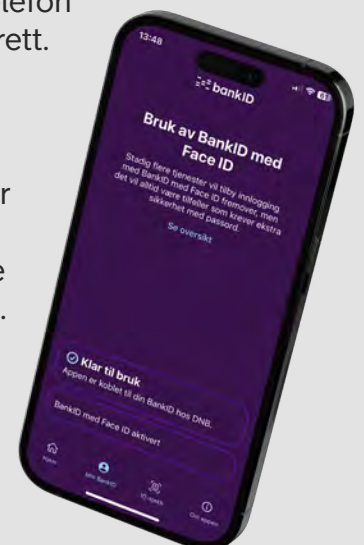 lefon
rett.
r
e
.
13:48
bankID
Bruk av BankID med
Face ID
Stadig flere tjenester vil tilby innlogging
med BankID med Face ID fremover, men
det vil alltid være tilfeller som krever ekstra
sikkerhet med passord.
Se oversikt
Klar til bruk
Appen er koblet til din BankID hos DNB.
BankID med Face ID aktivert
Hjem
Min BankID
ID-sjekk
Om appen